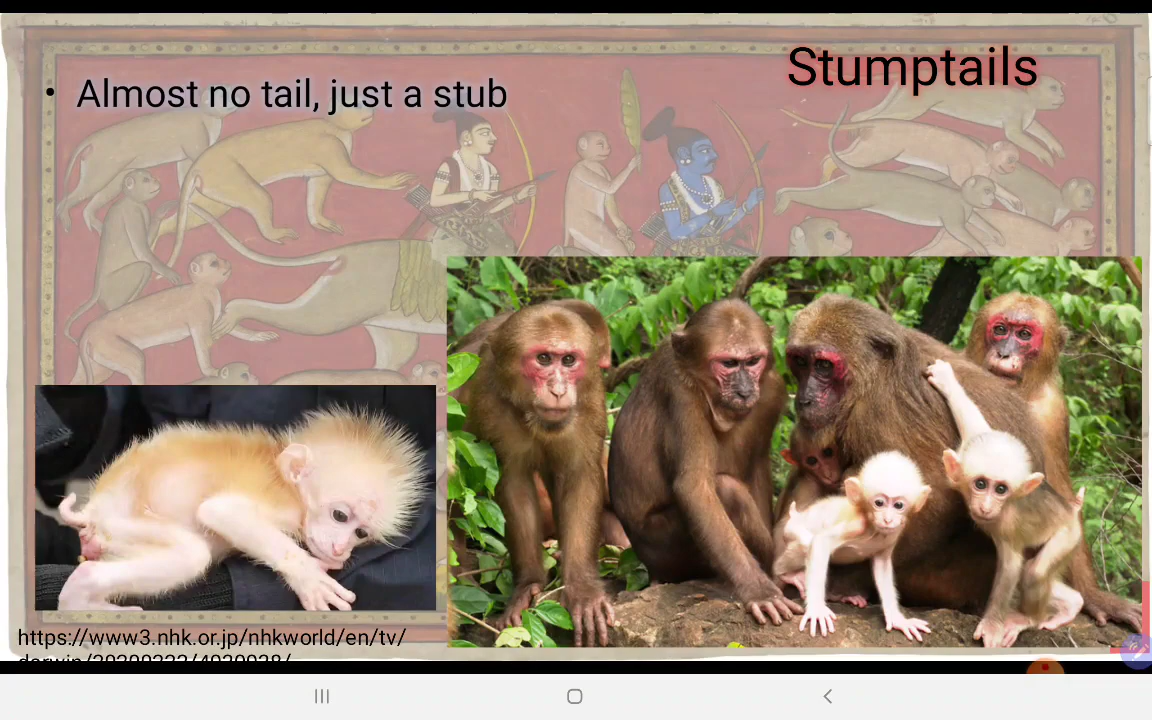 Stumptails
• Almost no tail, just a stub
https://www3.nhk.or.jp/nhkworld/en/tv/